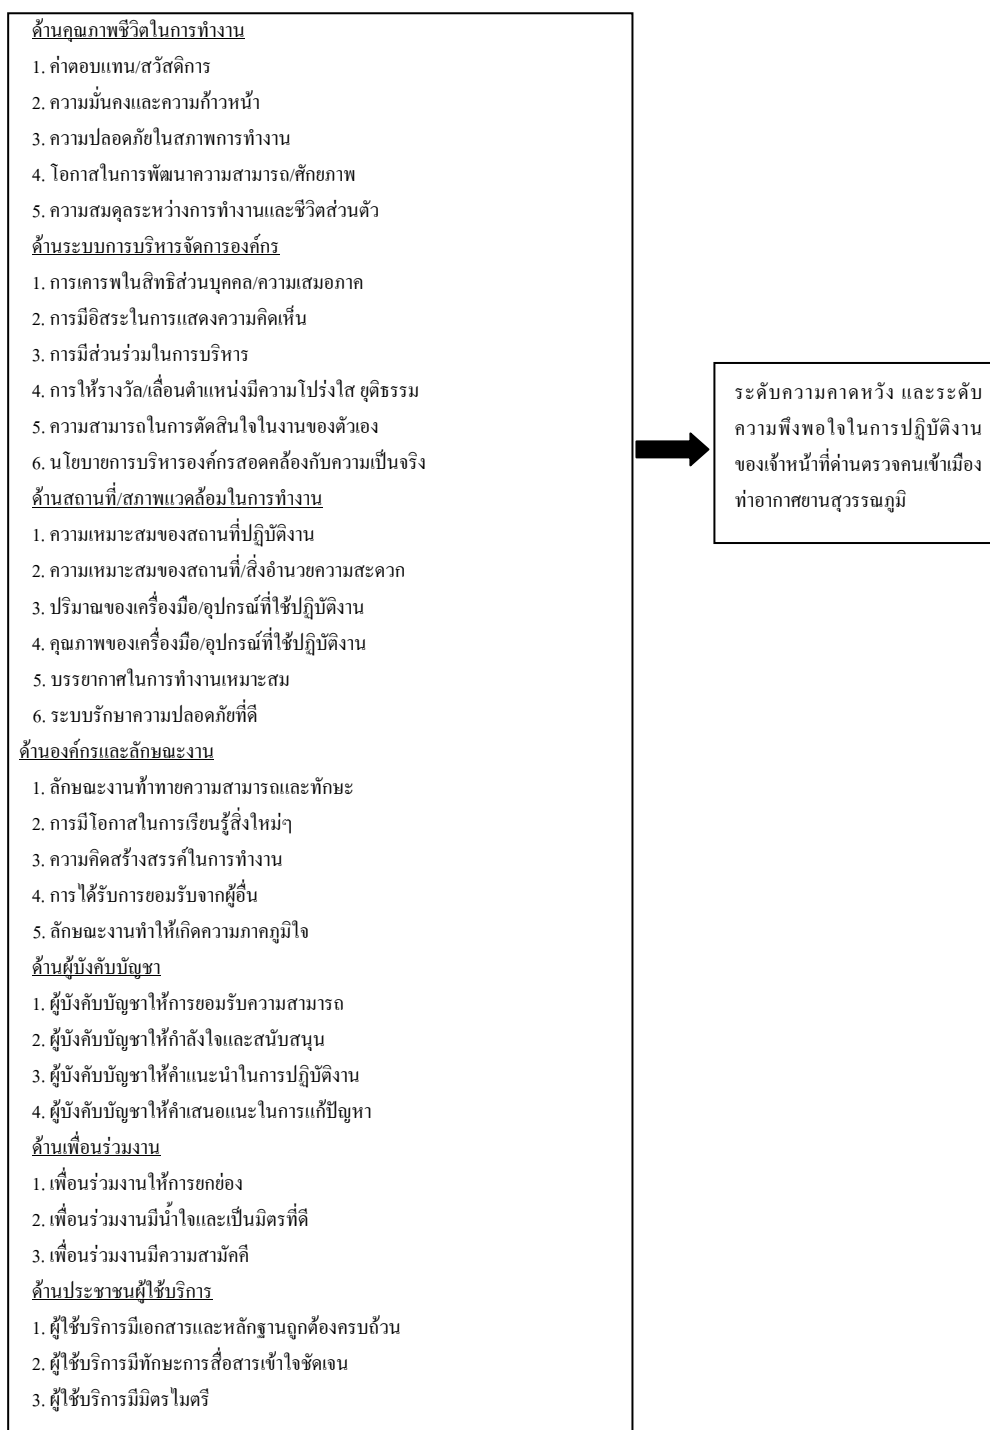 ด้านคุณภาพชีวิตในการทำงาน
1. ค่าตอบแทน/สวัสดิการ
2. ความมั่นคงและความก้าวหน้า
3. ความปลอดภัยในสภาพการทำงาน
4. โอกาสในการพัฒนาความสามารถ/ศักยภาพ
5. ความสมดุลระหว่างการทำงานและชีวิตส่วนตัว
ด้านระบบการบริหารจัดการองค์กร
1. การเคารพในสิทธิส่วนบุคคล/ความเสมอภาค
2. การมีอิสระในการแสดงความคิดเห็น
3. การมีส่วนร่วมในการบริหาร
4. การให้รางวัล/เลื่อนตำแหน่งมีความโปร่งใส ยุติธรรม
5. ความสามารถในการตัดสินใจในงานของตัวเอง
6. นโยบายการบริหารองค์กรสอดคล้องกับความเป็นจริง
ด้านสถานที่/สภาพแวดล้อมในการทำงาน
1. ความเหมาะสมของสถานที่ปฏิบัติงาน
2. ความเหมาะสมของสถานที่/สิ่งอำนวยความสะดวก
3. ปริมาณของเครื่องมือ/อุปกรณ์ที่ใช้ปฏิบัติงาน
4. คุณภาพของเครื่องมือ/อุปกรณ์ที่ใช้ปฏิบัติงาน
5. บรรยากาศในการทำงานเหมาะสม
6. ระบบรักษาความปลอดภัยที่ดี
ด้านองค์กรและลักษณะงาน
1. ลักษณะงานท้าทายความสามารถและทักษะ
2. การมีโอกาสในการเรียนรู้สิ่งใหม่ๆ
3. ความคิดสร้างสรรค์ในการทำงาน
4. การได้รับการยอมรับจากผู้อื่น
5. ลักษณะงานทำให้เกิดความภาคภูมิใจ
ด้านผู้บังคับบัญชา
1. ผู้บังคับบัญชาให้การยอมรับความสามารถ
2. ผู้บังคับบัญชาให้กำลังใจและสนับสนุน
3. ผู้บังคับบัญชาให้คำแนะนำในการปฏิบัติงาน
4. ผู้บังคับบัญชาให้คำเสนอแนะในการแก้ปัญหา
ด้านเพื่อนร่วมงาน
1. เพื่อนร่วมงานให้การยกย่อง
2. เพื่อนร่วมงานมีน้ำใจและเป็นมิตรที่ดี
3. เพื่อนร่วมงานมีความสามัคคี
ด้านประชาชนผู้ใช้บริการ
1. ผู้ใช้บริการมีเอกสารและหลักฐานถูกต้องครบถ้วน
2. ผู้ใช้บริการมีทักษะการสื่อสารเข้าใจชัดเจน
3. ผู้ใช้บริการมีมิตรไมตรี
ระดับความคาดหวัง และระดับ
ความพึงพอใจในการปฏิบัติงาน
ของเจ้าหน้าที่ด่านตรวจคนเข้าเมือง
ท่าอากาศยานสุวรรณภูมิ